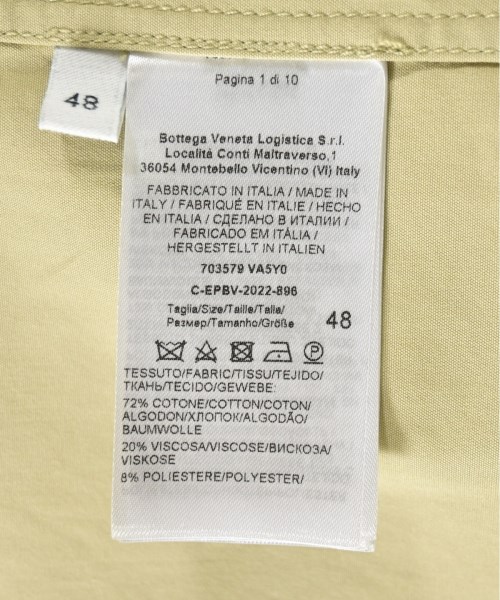 48
Pagina 1 di 10
Bottega Veneta Logistica S.r.l.
Località Conti Maltraverso,1
36054 Montebello Vicentino (VI) Italy
FABBRICATO IN ITALIA / MADE IN
ITALY / FABRIQUÉ EN ITALIE / HECHO
EN ITALIA / СДЕЛАНО В ИТАЛИИ /
FABRICADO EM ITÁLIA /
HERGESTELLT IN ITALIEN
703579 VA5Y0
C-EPBV-2022-896
Taglia/Size/Taille/Talla/
Размер/Tamanho/Größe 48
TESSUTO/FABRIC/TISSU/TEJIDO/
ТКАНЬ/TECIDO/GEWEBE:
72% COTONE/COTTON/COTON/
ALGODON/ХЛОПОК/ALGODÃO/
BAUMWOLLE
20% VISCOSA/VISCOSE/ВИСКОЗА/
VISKOSE
8% POLIESTERE/POLYESTER/